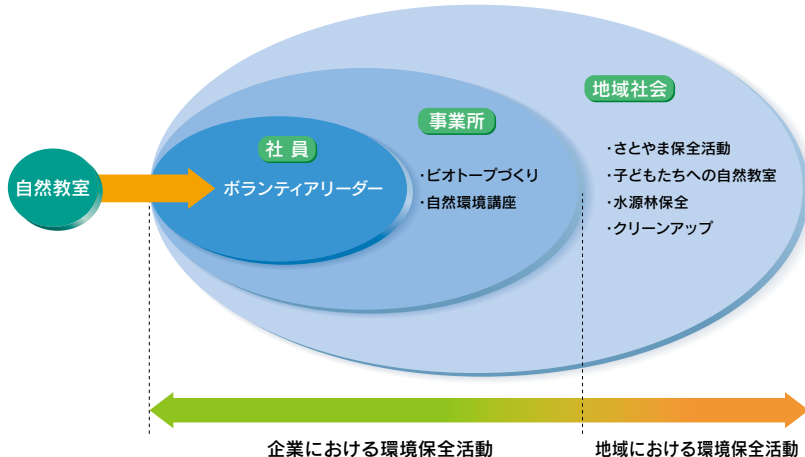 自然教室
社員
ボランティアリーダー
事業所
・ビオトープづくり
・自然環境講座
地域社会
・さとやま保全活動
・子どもたちへの自然教室
・水源林保全
・クリーンアップ
企業における環境保全活動
地域における環境保全活動